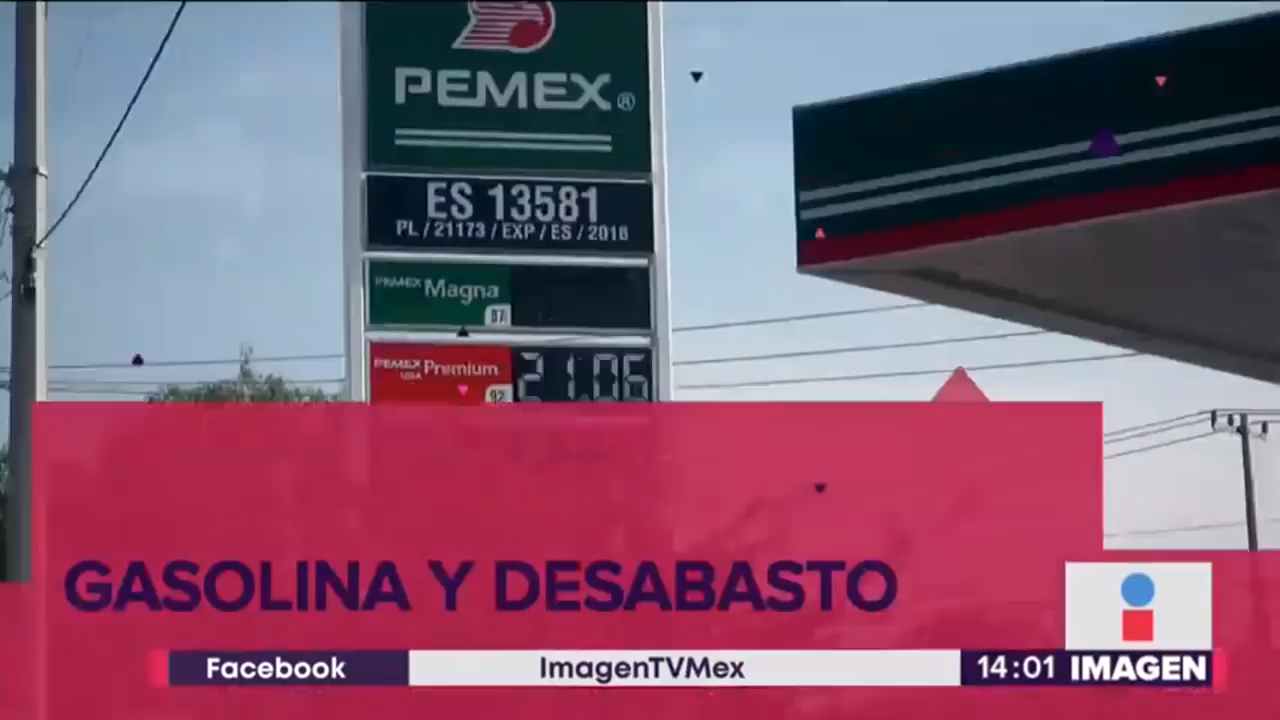 PEMEX®
ES 13581
PL / 21173 / EXP / ES / 2016
PEMEX Magna
87
PEMEX Premium
92
21.06
GASOLINA Y DESABASTO
Facebook
ImagenTVMex
14:01
IMAGEN